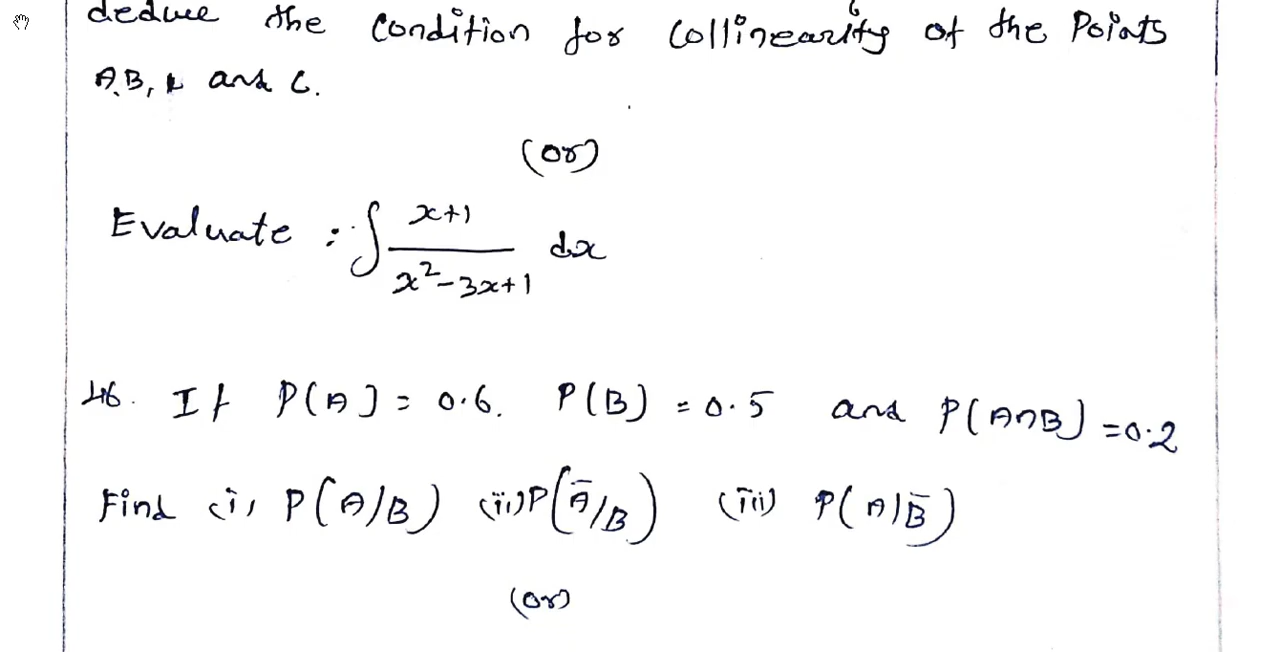 deduce the condition for collinearity of the Points
A,B, and C.
(or)
Evaluate : ∫ x+1 / x²-3x+1 dx
46. If P(A) = 0.6, P(B) = 0.5 and P(A∩B) = 0.2
Find (i) P(A/B) (ii) P(Ā/B) (iii) P(A/B̄)
(or)